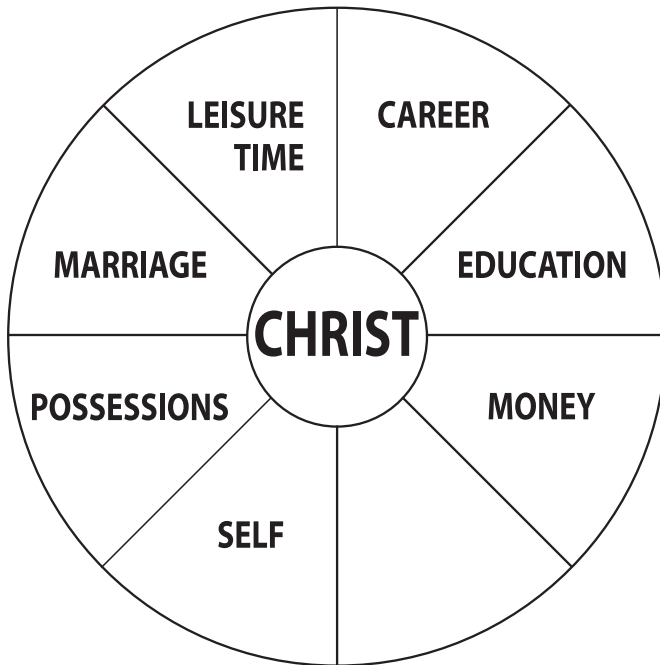 LEISURE
TIME
CAREER
MARRIAGE
EDUCATION
CHRIST
POSSESSIONS
MONEY
SELF